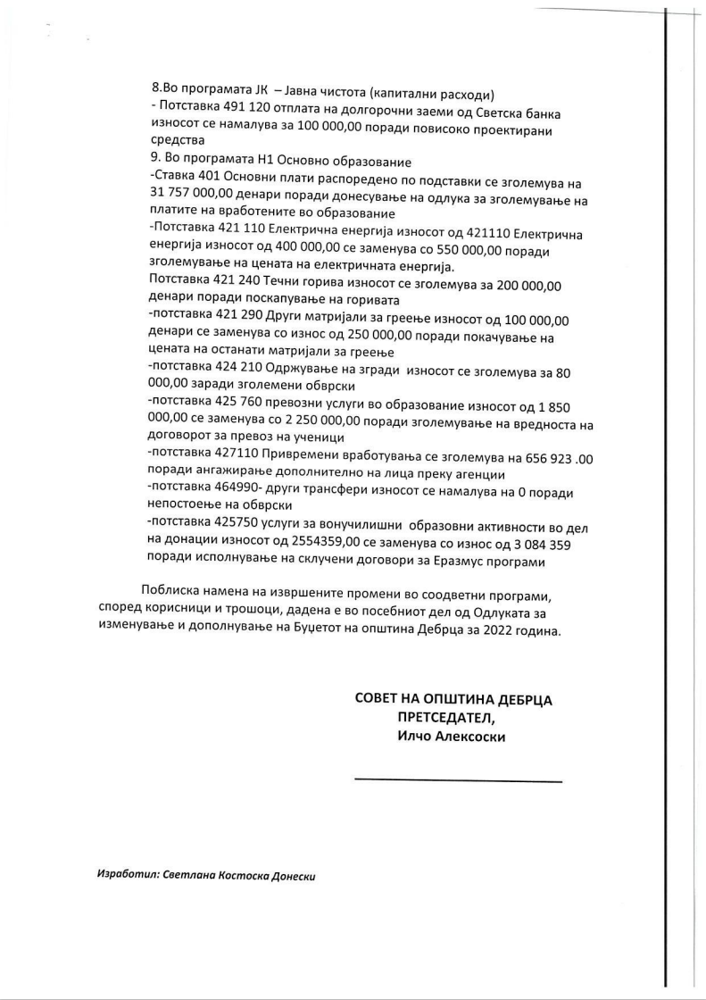 8.Во програмата ЈК – Јавна чистота (капитални расходи)
- Потставка 491 120 отплата на долгорочни заеми од Светска банка
износот се намалува за 100 000,00 поради повисоко проектирани
средства
9. Во програмата Н1 Основно образование
-Ставка 401 Основни плати распоредено по подставки се зголемува на
31 757 000,00 денари поради донесување на одлука за зголемување на
платите на вработените во образование
-Потставка 421 110 Електрична енергија износот од 421110 Електрична
енергија износот од 400 000,00 се заменува со 550 000,00 поради
зголемување на цената на електричната енергија.
Потставка 421 240 Течни горива износот се зголемува за 200 000,00
денари поради поскапување на горивата
-потставка 421 290 Други матријали за греење износот од 100 000,00
денари се заменува со износ од 250 000,00 поради покачување на
цената на останати матријали за греење
-потставка 424 210 Одржување на згради износот се зголемува за 80
000,00 заради зголемени обврски
-потставка 425 760 превозни услуги во образование износот од 1 850
000,00 се заменува со 2 250 000,00 поради зголемување на вредноста на
договорот за превоз на ученици
-потставка 427110 Привремени вработувања се зголемува на 656 923 .00
поради ангажирање дополнително на лица преку агенции
-потставка 464990- други трансфери износот се намалува на 0 поради
непостоење на обврски
-потставка 425750 услуги за вонучилишни образовни активности во дел
на донации износот од 2554359,00 се заменува со износ од 3 084 359
поради исполнување на склучени договори за Еразмус програми
Поблиска намена на извршените промени во соодветни програми,
според корисници и трошоци, дадена е во посебниот дел од Одлуката за
изменување и дополнување на Буџетот на општина Дебрца за 2022 година.
СОВЕТ НА ОПШТИНА ДЕБРЦА
ПРЕТСЕДАТЕЛ,
Илчо Алексоски
Изработил: Светлана Костоска Донески